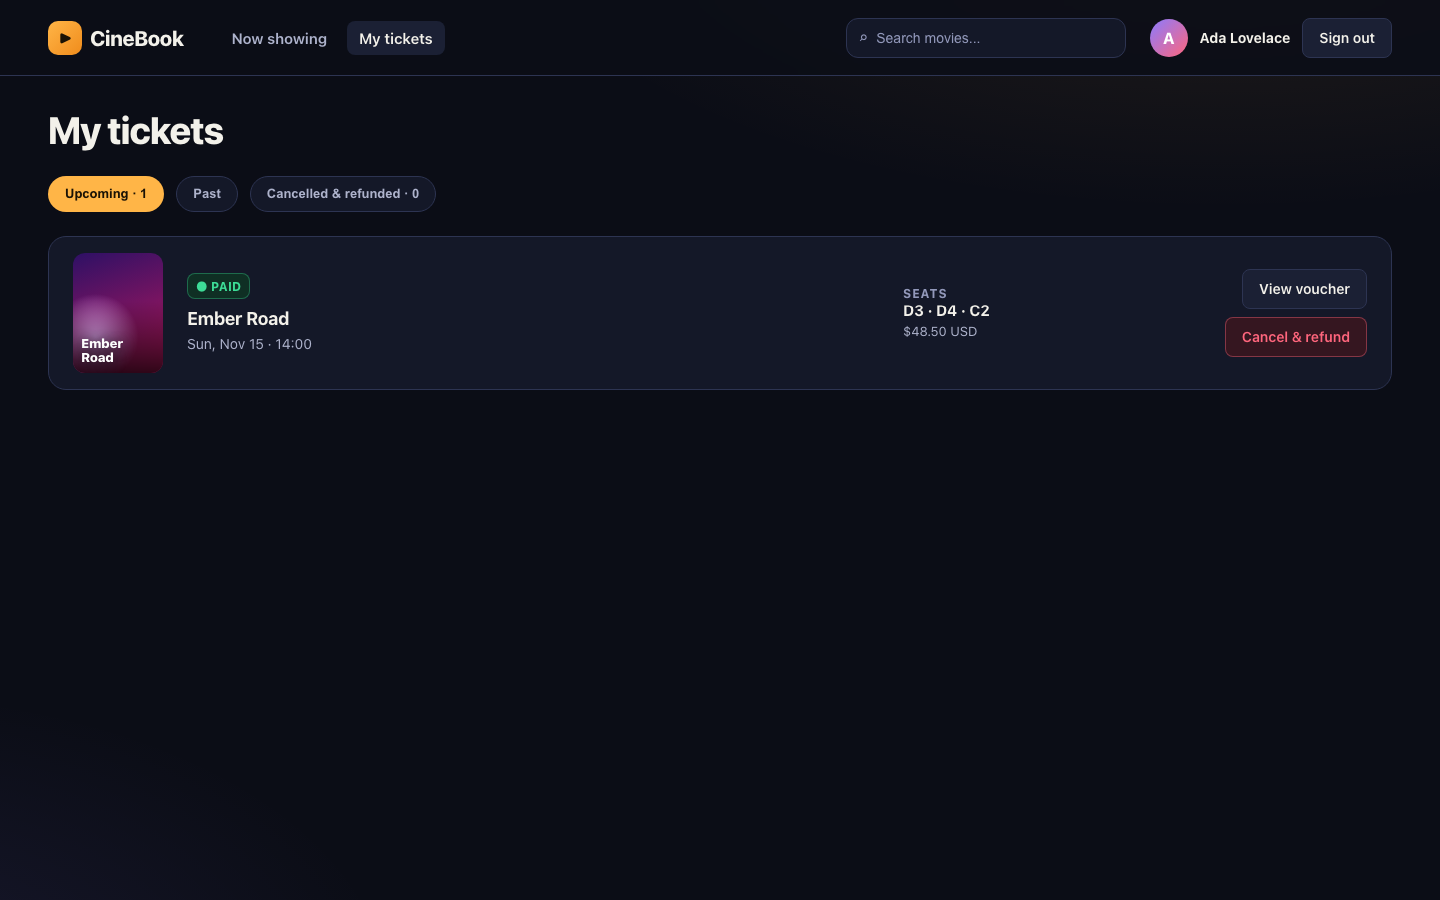 CineBook
Now showing
My tickets
Search movies...
A
Ada Lovelace
Sign out
My tickets
Upcoming · 1
Past
Cancelled & refunded · 0
Ember
Road
PAID
Ember Road
Sun, Nov 15 · 14:00
SEATS
D3 · D4 · C2
$48.50 USD
View voucher
Cancel & refund